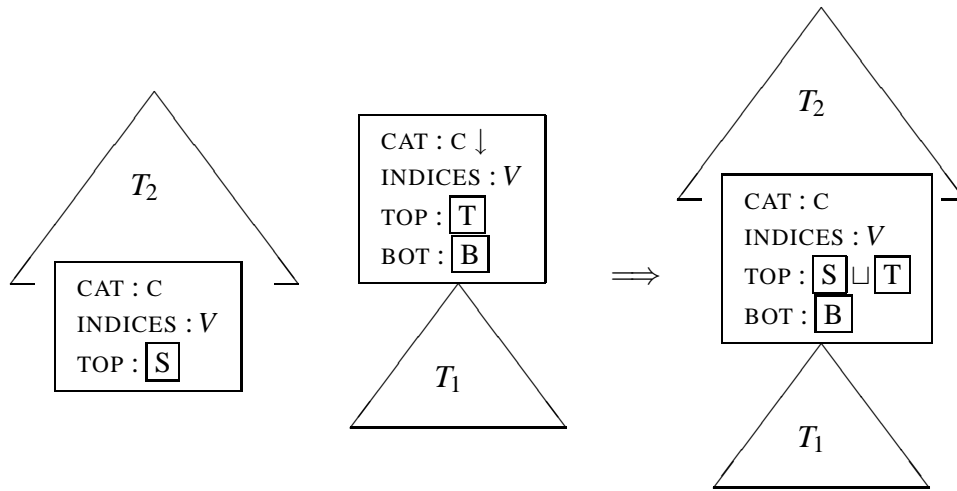 T₂
CAT : C
INDICES : V
TOP : S
CAT : C ↓
INDICES : V
TOP : T
BOT : B
T₁
⟹
T₂
CAT : C
INDICES : V
TOP : S ⊔ T
BOT : B
T₁